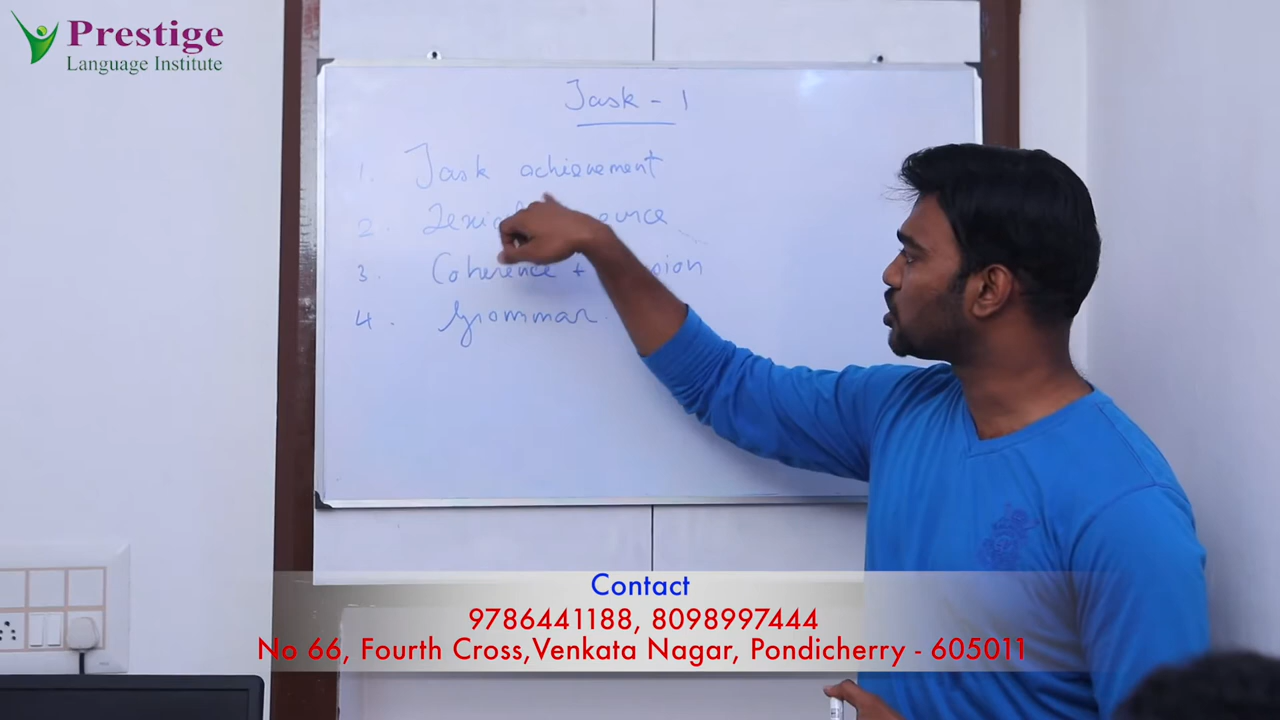 Prestige
Language Institute
Task - 1
1. Task achievement
2.
3. Coherence +
4. Grammar
Contact
9786441188, 8098997444
No 66, Fourth Cross,Venkata Nagar, Pondicherry - 605011